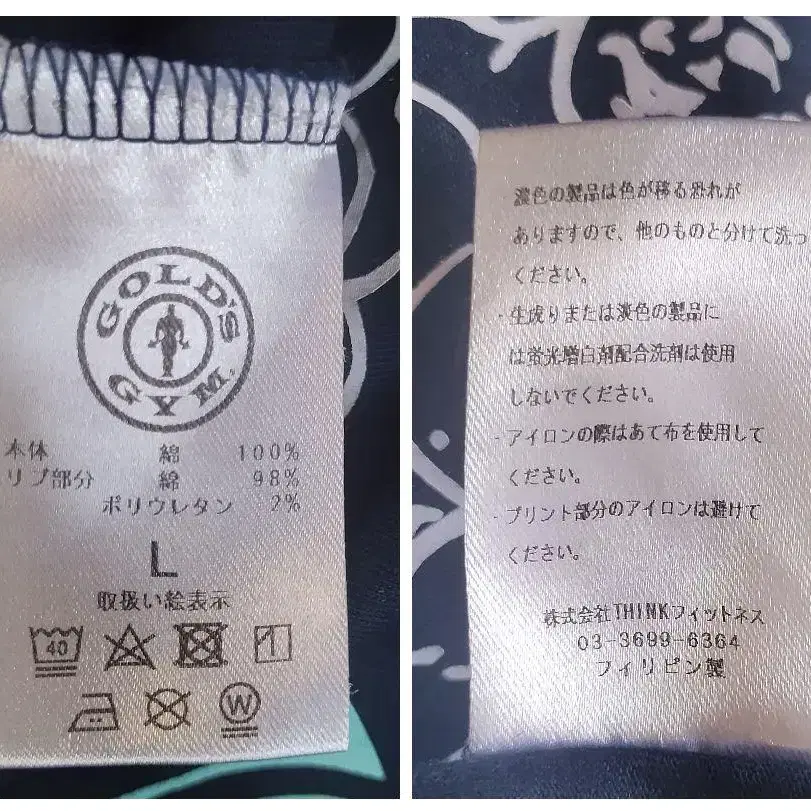 GOLD'S GYM.
本体 綿 100%
リブ部分 綿 98%
ポリウレタン 2%
L
取扱い絵表示
40
W
・濃色の製品は色が移る恐れが
ありますので、他のものと分けて洗っ
ください。
・生成りまたは淡色の製品に
は蛍光増白剤配合洗剤は使用
しないでください。
・アイロンの際はあて布を使用して
ください。
・プリント部分のアイロンは避けて
ください。
株式会社THINKフィットネス
03-3699-6364
フィリピン製